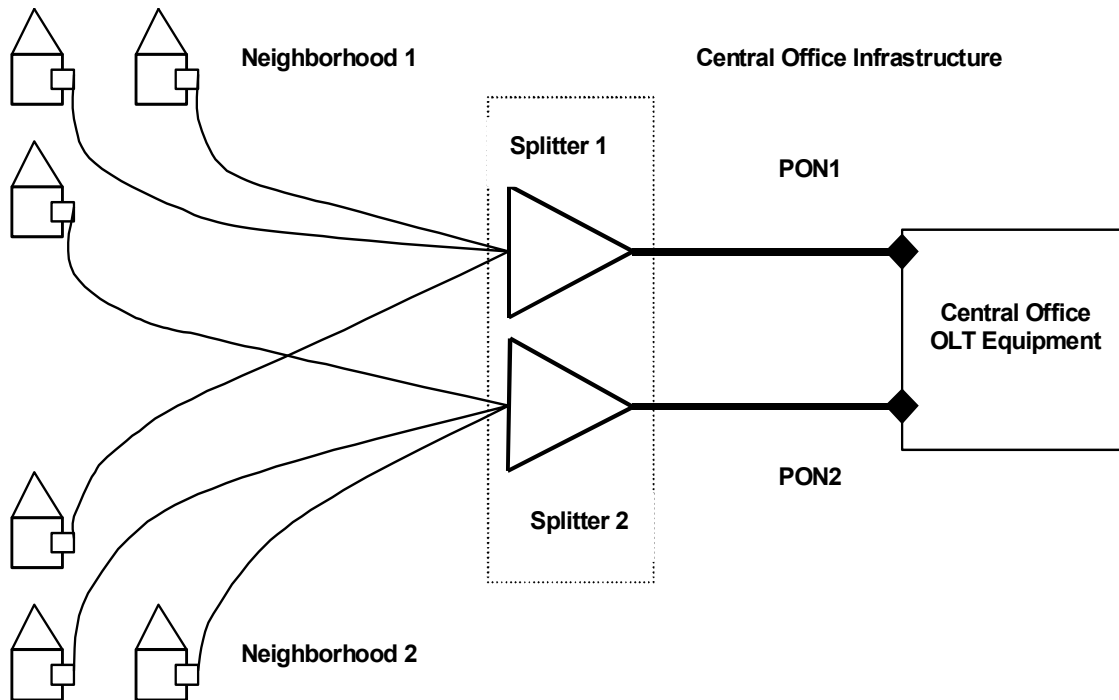 Neighborhood 1
Central Office Infrastructure
Splitter 1
PON1
Central Office
OLT Equipment
PON2
Splitter 2
Neighborhood 2